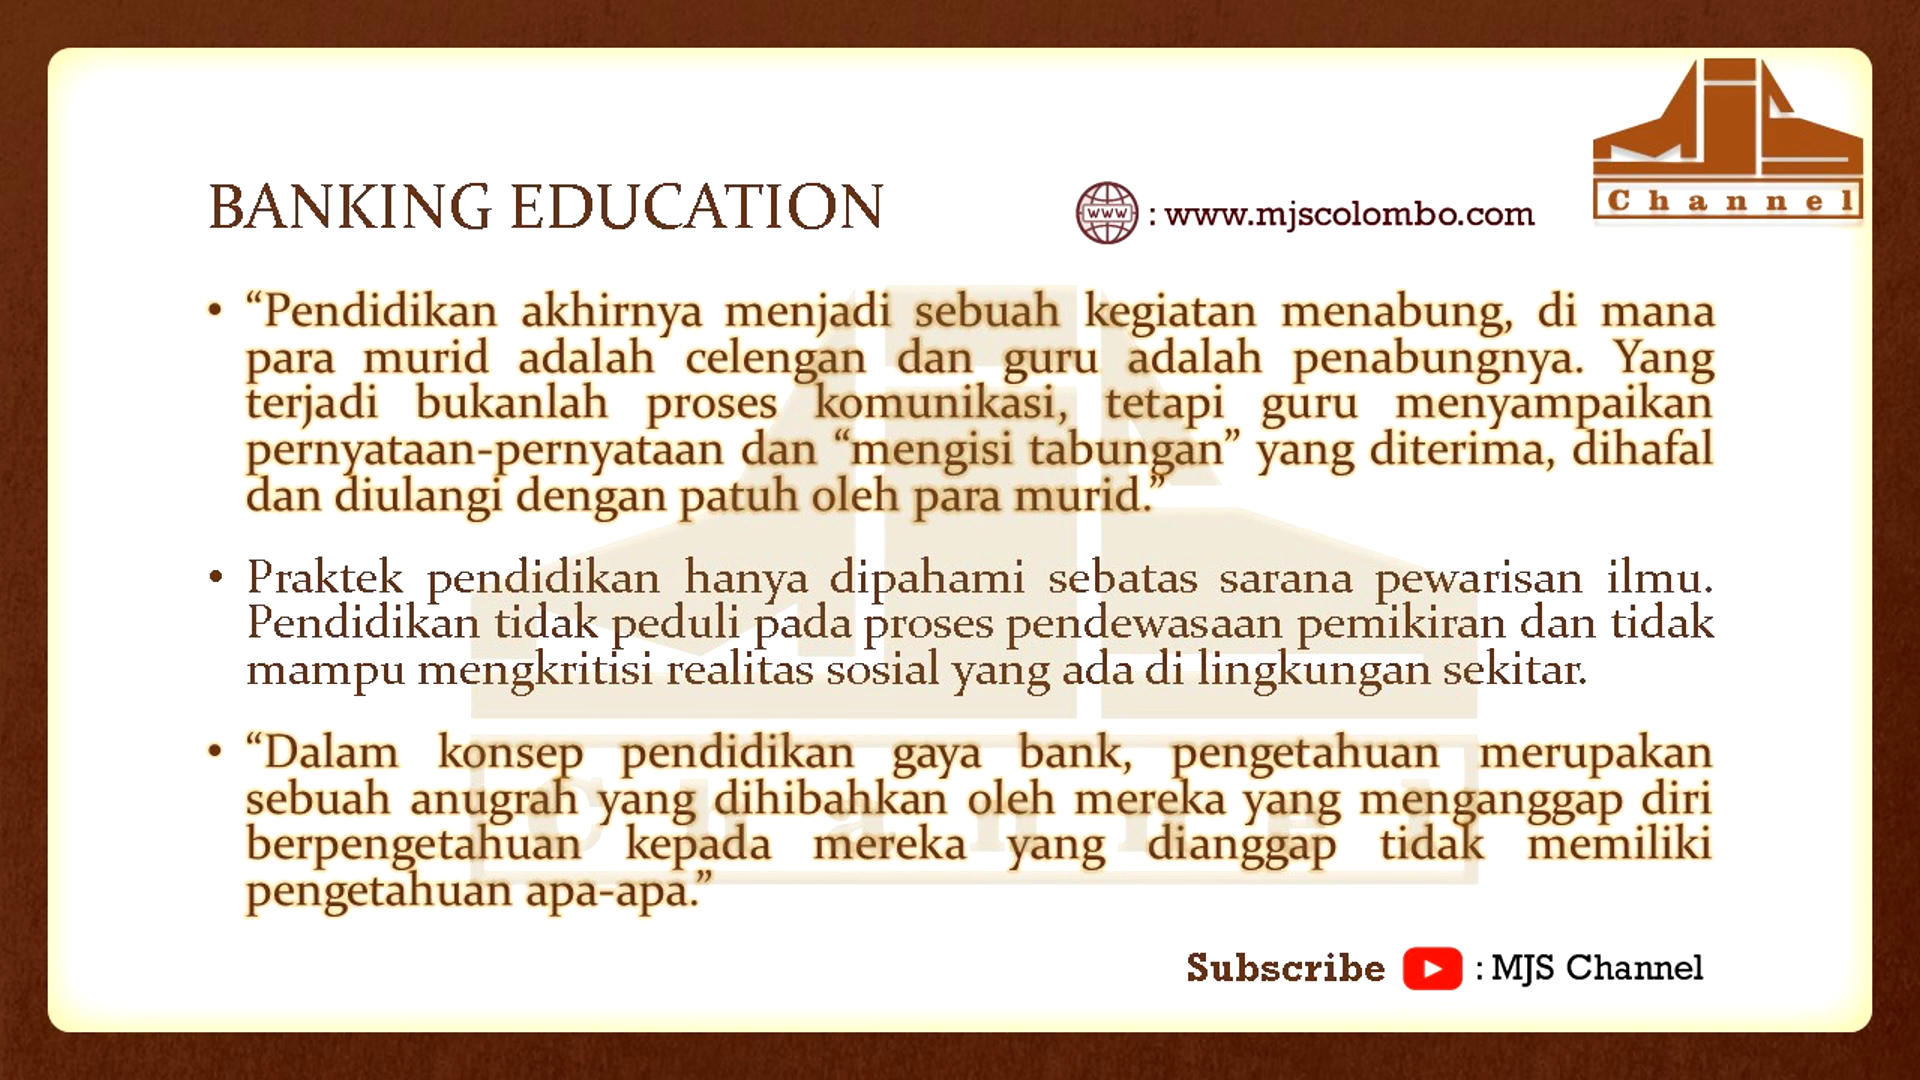 BANKING EDUCATION
www : www.mjscolombo.com
MJS
Channel
• “Pendidikan akhirnya menjadi sebuah kegiatan menabung, di mana
para murid adalah celengan dan guru adalah penabungnya. Yang
terjadi bukanlah proses komunikasi, tetapi guru menyampaikan
pernyataan-pernyataan dan “mengisi tabungan” yang diterima, dihafal
dan diulangi dengan patuh oleh para murid.”
• Praktek pendidikan hanya dipahami sebatas sarana pewarisan ilmu.
Pendidikan tidak peduli pada proses pendewasaan pemikiran dan tidak
mampu mengkritisi realitas sosial yang ada di lingkungan sekitar.
• “Dalam konsep pendidikan gaya bank, pengetahuan merupakan
sebuah anugrah yang dihibahkan oleh mereka yang menganggap diri
berpengetahuan kepada mereka yang dianggap tidak memiliki
pengetahuan apa-apa.”
Channel
Subscribe : MJS Channel